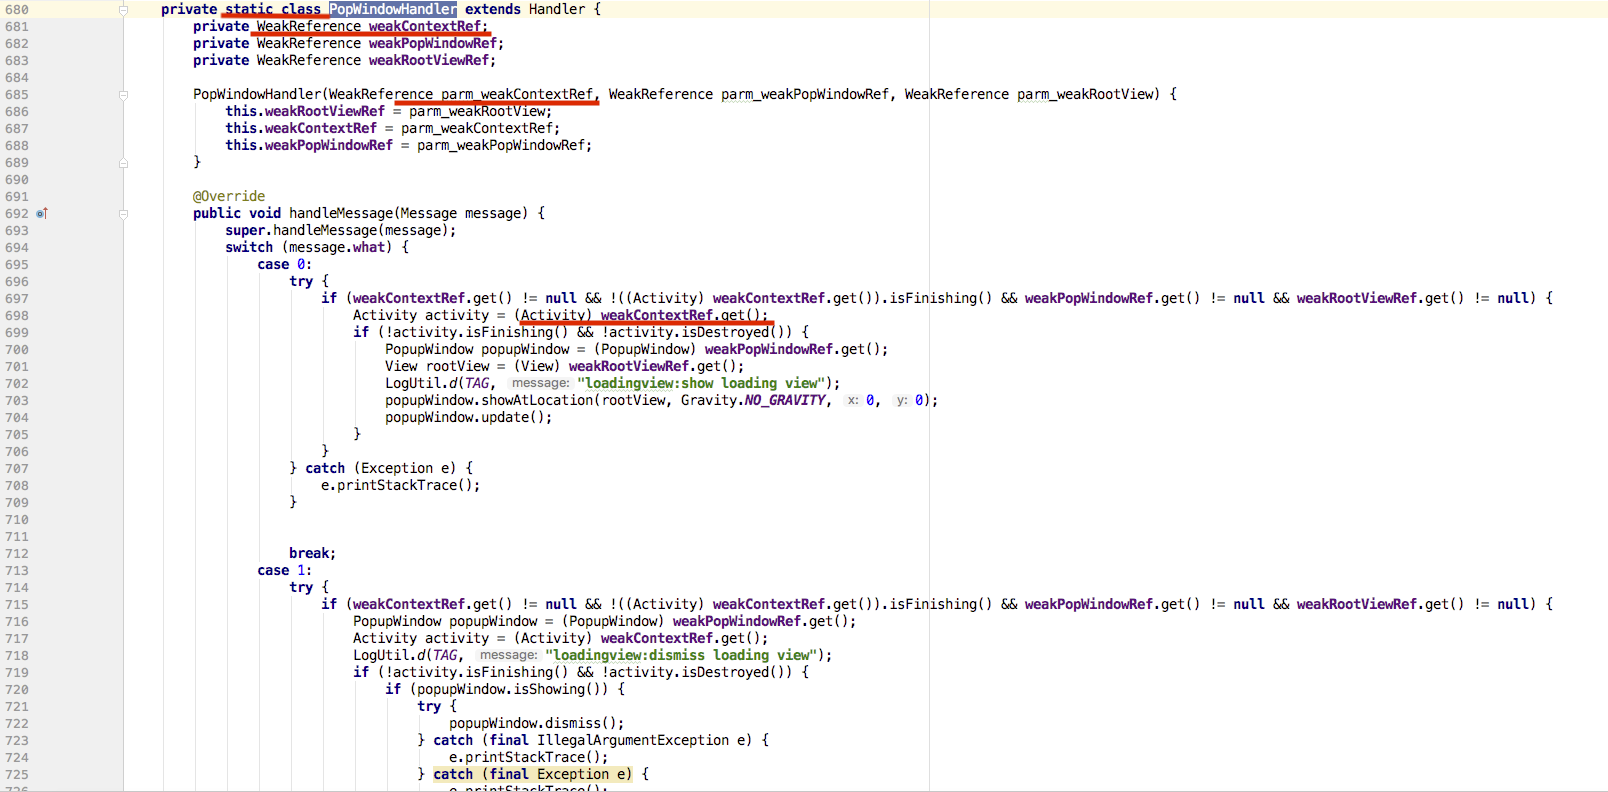 680 private static class PopWindowHandler extends Handler {
681 private WeakReference weakContextRef;
682 private WeakReference weakPopWindowRef;
683 private WeakReference weakRootViewRef;
684
685 PopWindowHandler(WeakReference parm_weakContextRef, WeakReference parm_weakPopWindowRef, WeakReference parm_weakRootView) {
686 this.weakRootViewRef = parm_weakRootView;
687 this.weakContextRef = parm_weakContextRef;
688 this.weakPopWindowRef = parm_weakPopWindowRef;
689 }
690
691 @Override
692 public void handleMessage(Message message) {
693 super.handleMessage(message);
694 switch (message.what) {
695 case 0:
696 try {
697 if (weakContextRef.get() != null && !((Activity) weakContextRef.get()).isFinishing() && weakPopWindowRef.get() != null && weakRootViewRef.get() != null) {
698 Activity activity = (Activity) weakContextRef.get();
699 if (!activity.isFinishing() && !activity.isDestroyed()) {
700 PopupWindow popupWindow = (PopupWindow) weakPopWindowRef.get();
701 View rootView = (View) weakRootViewRef.get();
702 LogUtil.d(TAG, message: "loadingview:show loading view");
703 popupWindow.showAtLocation(rootView, Gravity.NO_GRAVITY, x: 0, y: 0);
704 popupWindow.update();
705 }
706 }
707 } catch (Exception e) {
708 e.printStackTrace();
709 }
710
711
712 break;
713 case 1:
714 try {
715 if (weakContextRef.get() != null && !((Activity) weakContextRef.get()).isFinishing() && weakPopWindowRef.get() != null && weakRootViewRef.get() != null) {
716 PopupWindow popupWindow = (PopupWindow) weakPopWindowRef.get();
717 Activity activity = (Activity) weakContextRef.get();
718 LogUtil.d(TAG, message: "loadingview:dismiss loading view");
719 if (!activity.isFinishing() && !activity.isDestroyed()) {
720 if (popupWindow.isShowing()) {
721 try {
722 popupWindow.dismiss();
723 } catch (final IllegalArgumentException e) {
724 e.printStackTrace();
725 } catch (final Exception e) {
726 e.printStackTrace();